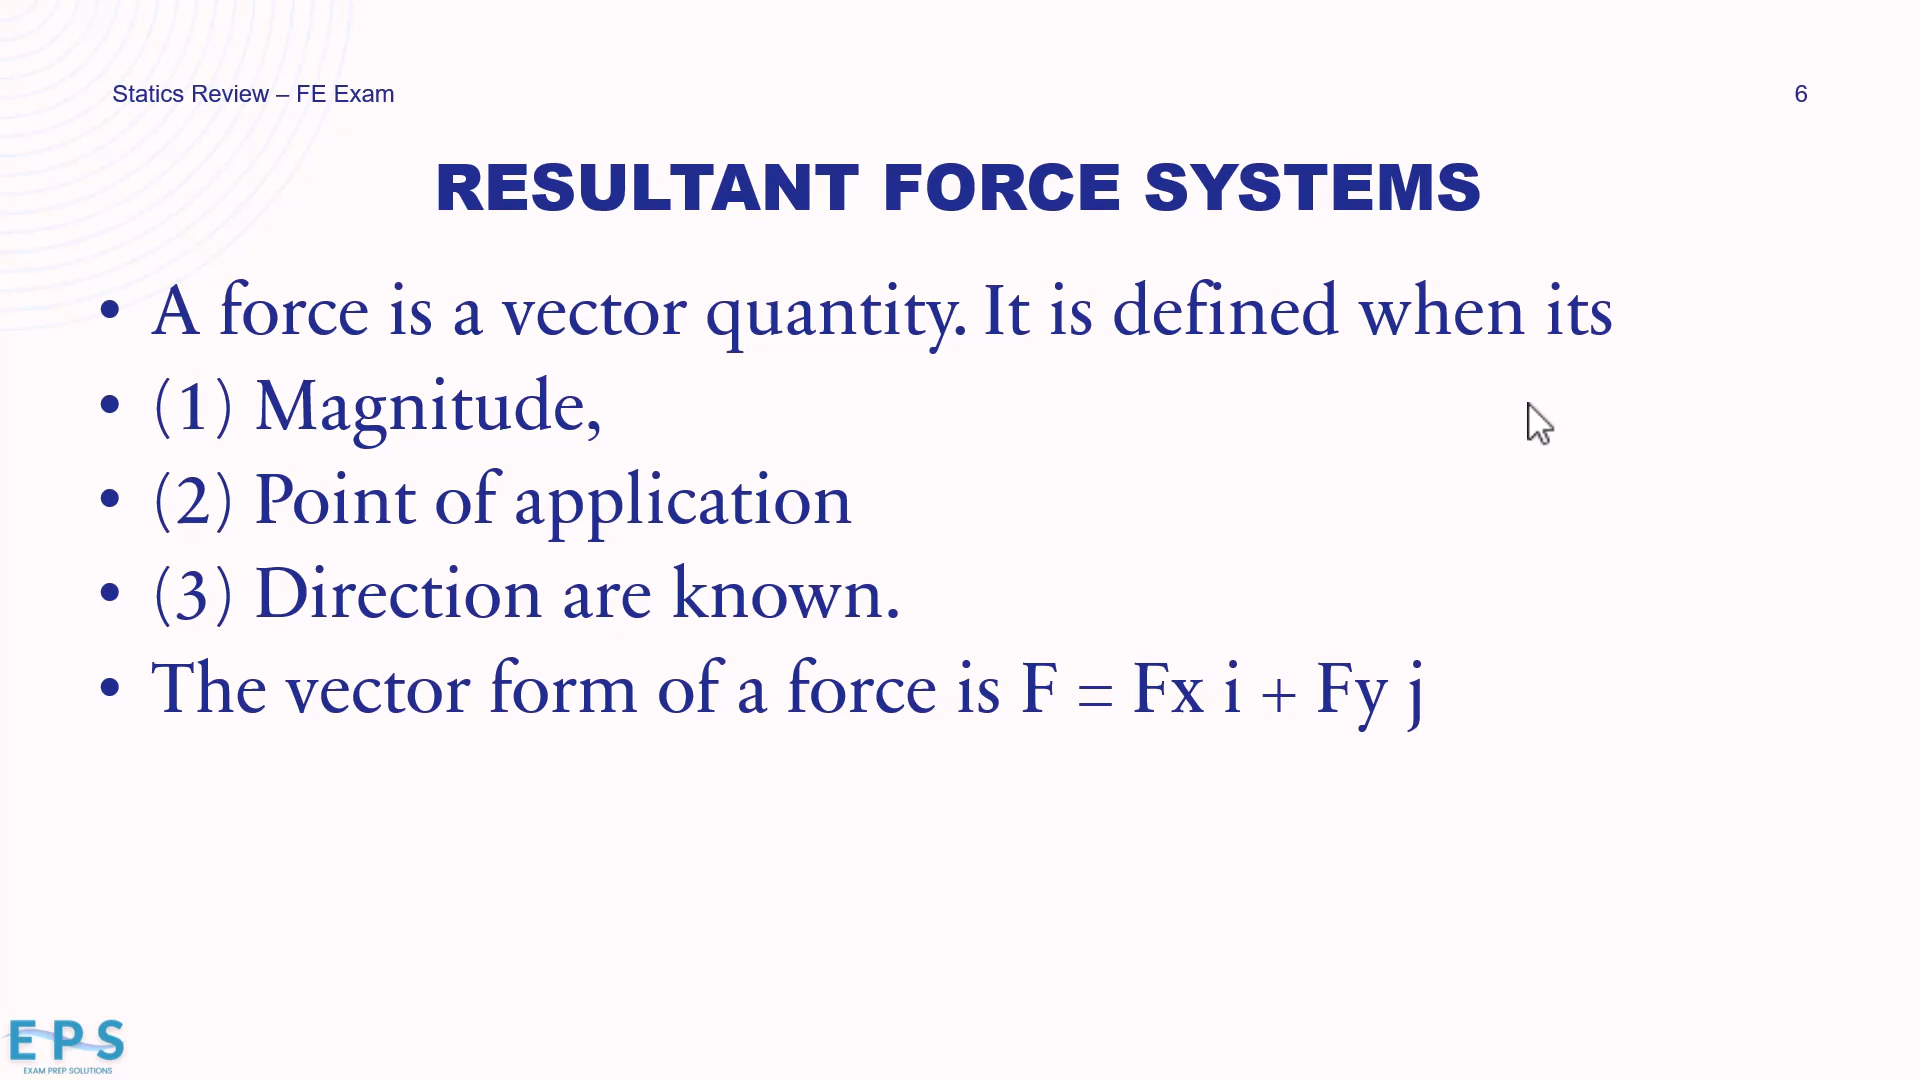 Statics Review – FE Exam
6
RESULTANT FORCE SYSTEMS
• A force is a vector quantity. It is defined when its
• (1) Magnitude,
• (2) Point of application
• (3) Direction are known.
• The vector form of a force is F = Fx i + Fy j
EPS
EXAM PREP SOLUTIONS